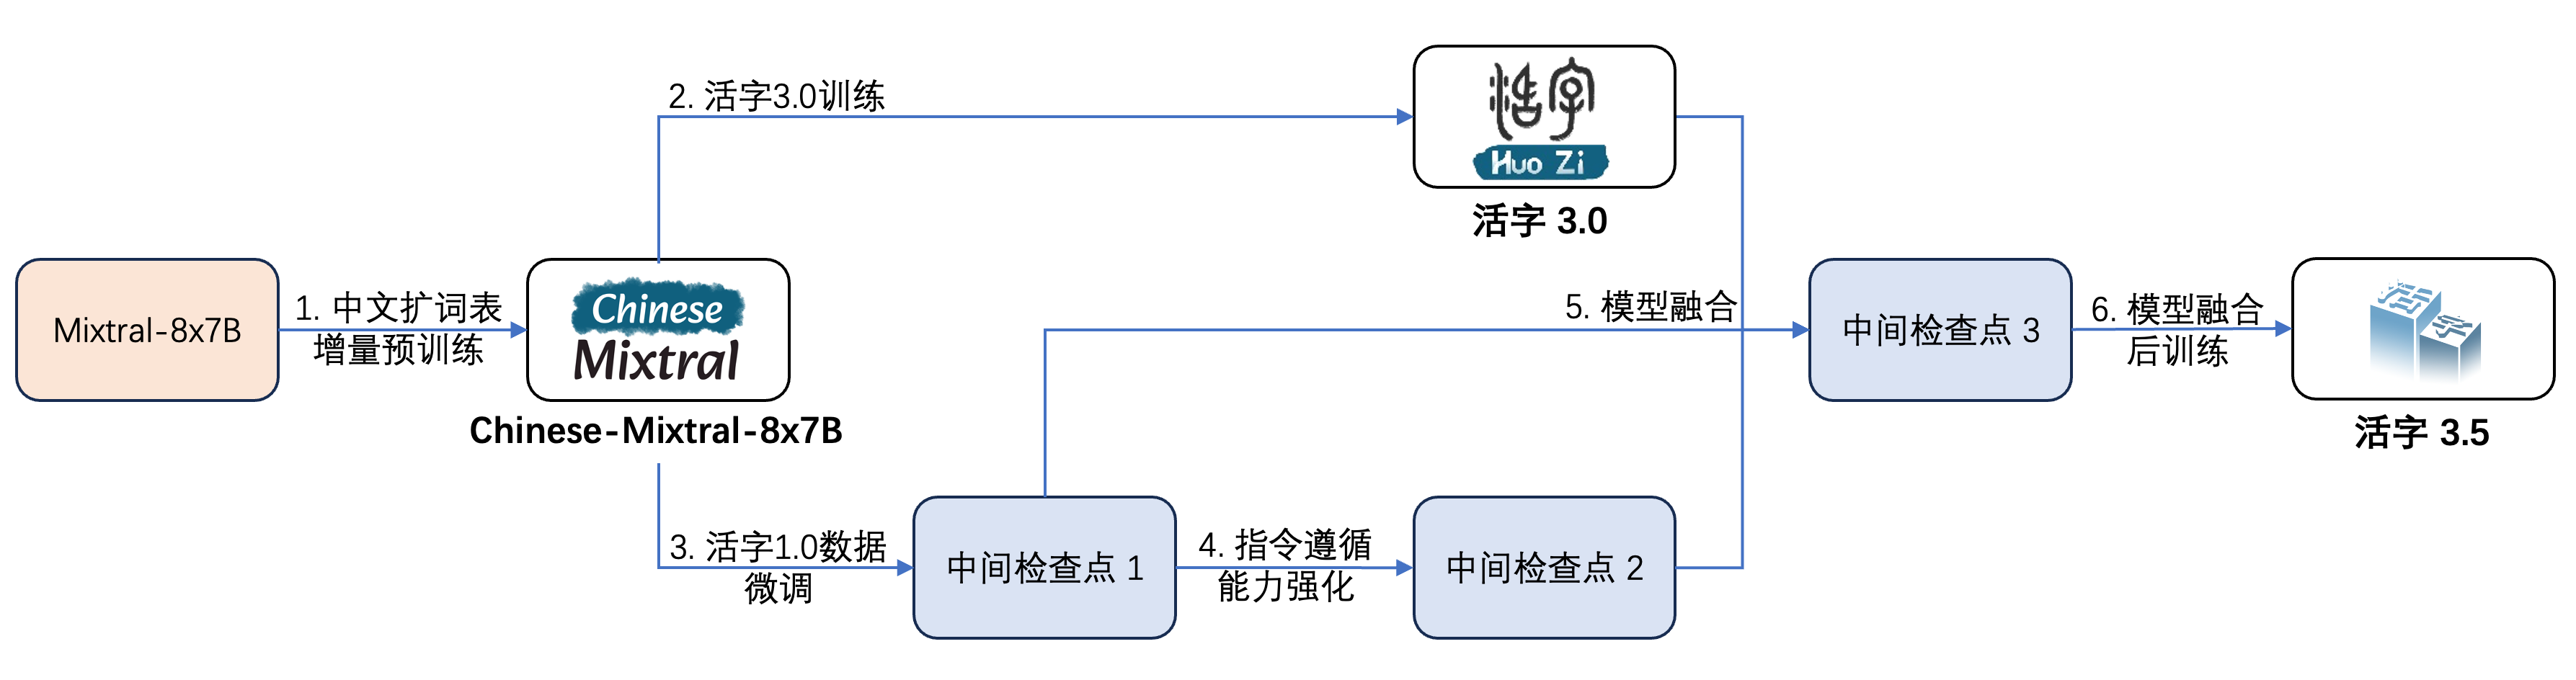 2. 活字3.0训练
活字
Huo Zi
活字 3.0
Mixtral-8x7B
1. 中文扩词表
增量预训练
Chinese
Mixtral
Chinese-Mixtral-8x7B
5. 模型融合
中间检查点 3
6. 模型融合
后训练
活字
活字 3.5
3. 活字1.0数据
微调
中间检查点 1
4. 指令遵循
能力强化
中间检查点 2